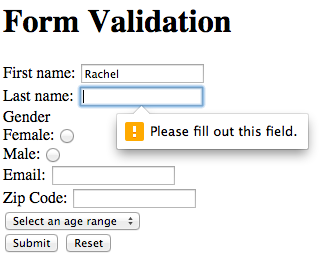 Form Validation
First name: Rachel
Last name:
Gender
Please fill out this field.
Female:
Male:
Email:
Zip Code:
Select an age range
Submit Reset